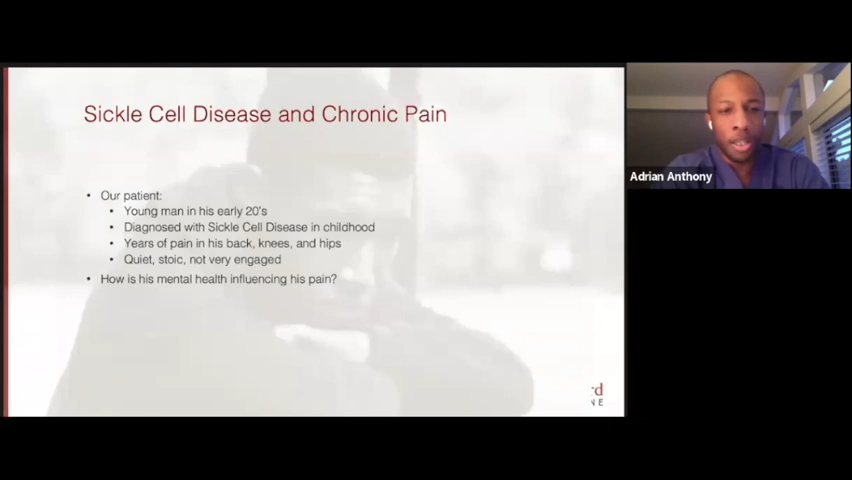 Sickle Cell Disease and Chronic Pain
• Our patient:
• Young man in his early 20's
• Diagnosed with Sickle Cell Disease in childhood
• Years of pain in his back, knees, and hips
• Quiet, stoic, not very engaged
• How is his mental health influencing his pain?
Adrian Anthony
rd
NE